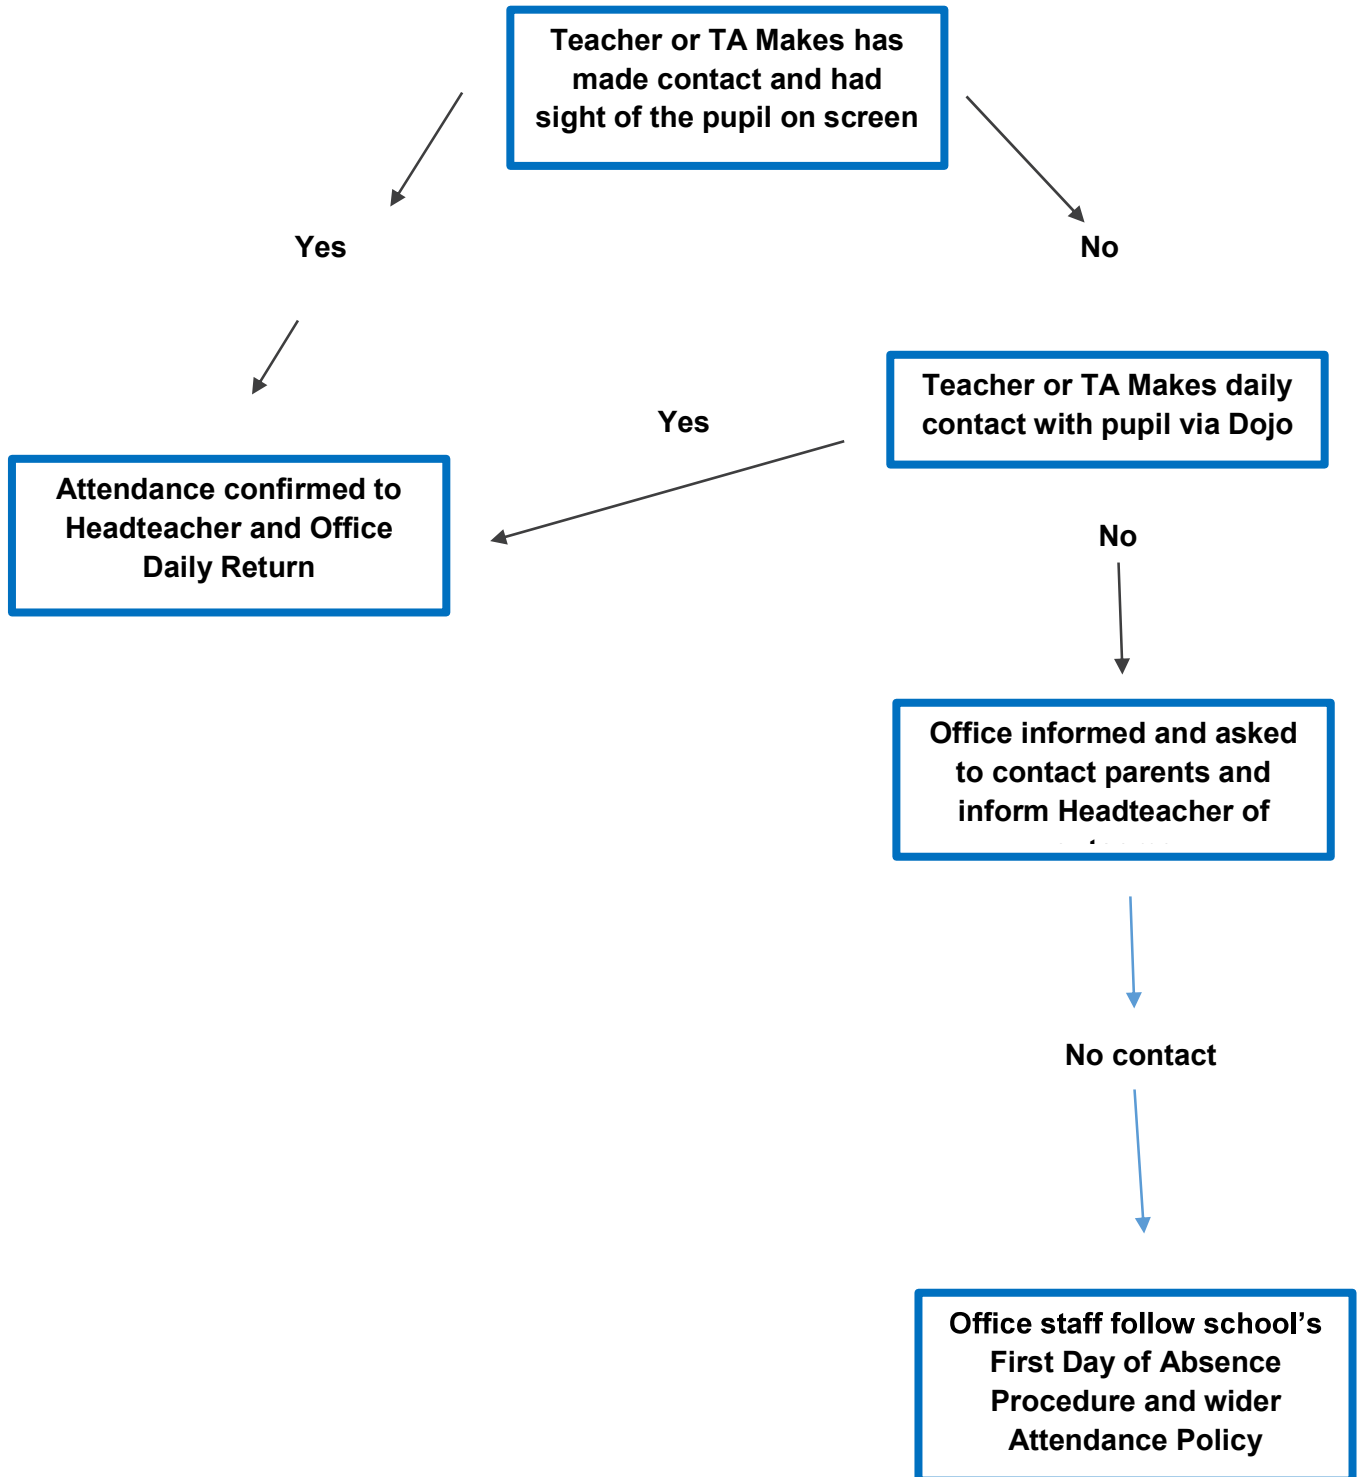 Teacher or TA Makes has
made contact and had
sight of the pupil on screen
Yes
No
Teacher or TA Makes daily
contact with pupil via Dojo
Yes
Attendance confirmed to
Headteacher and Office
Daily Return
No
Office informed and asked
to contact parents and
inform Headteacher of
No contact
Office staff follow school’s
First Day of Absence
Procedure and wider
Attendance Policy